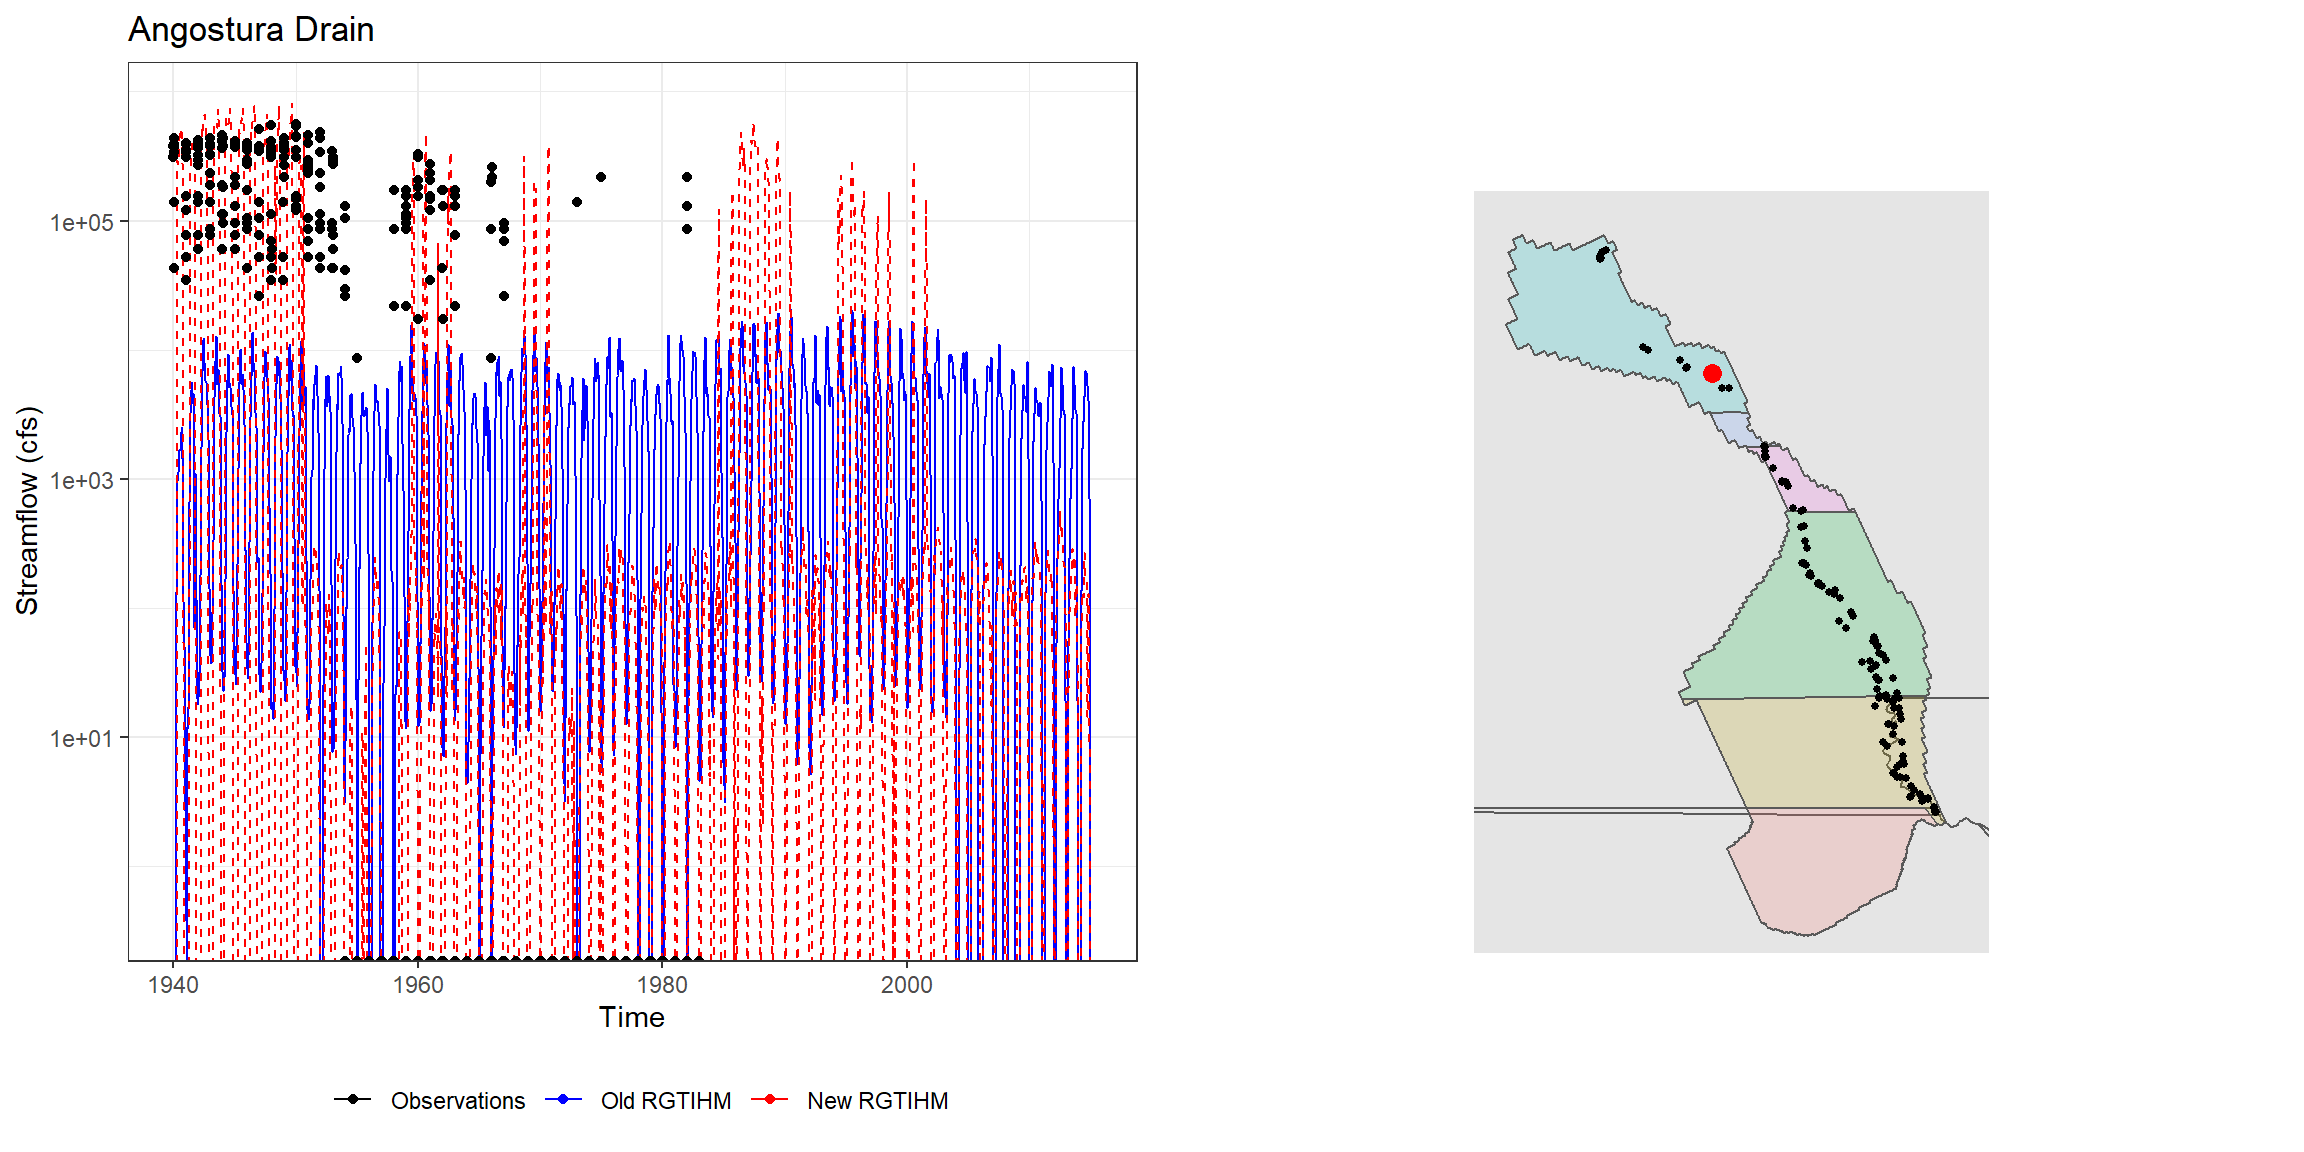 Angostura Drain
Streamflow (cfs)
1e+05
1e+03
1e+01
1940 1960 1980 2000
Time
Observations Old RGTIHM New RGTIHM